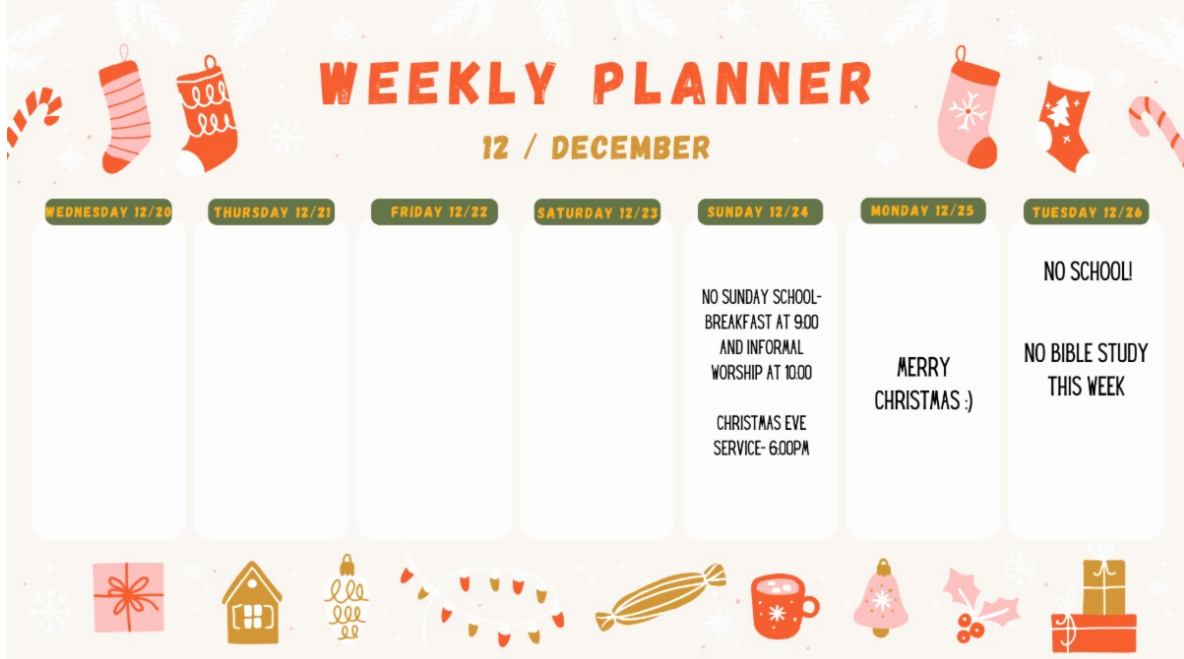 WEEKLY PLANNER
12 / DECEMBER
WEDNESDAY 12/20
THURSDAY 12/21
FRIDAY 12/22
SATURDAY 12/23
SUNDAY 12/24
MONDAY 12/25
TUESDAY 12/26
NO SUNDAY SCHOOL-
BREAKFAST AT 9:00
AND INFORMAL
WORSHIP AT 10:00
CHRISTMAS EVE
SERVICE- 6:00PM
MERRY
CHRISTMAS :)
NO SCHOOL!
NO BIBLE STUDY
THIS WEEK